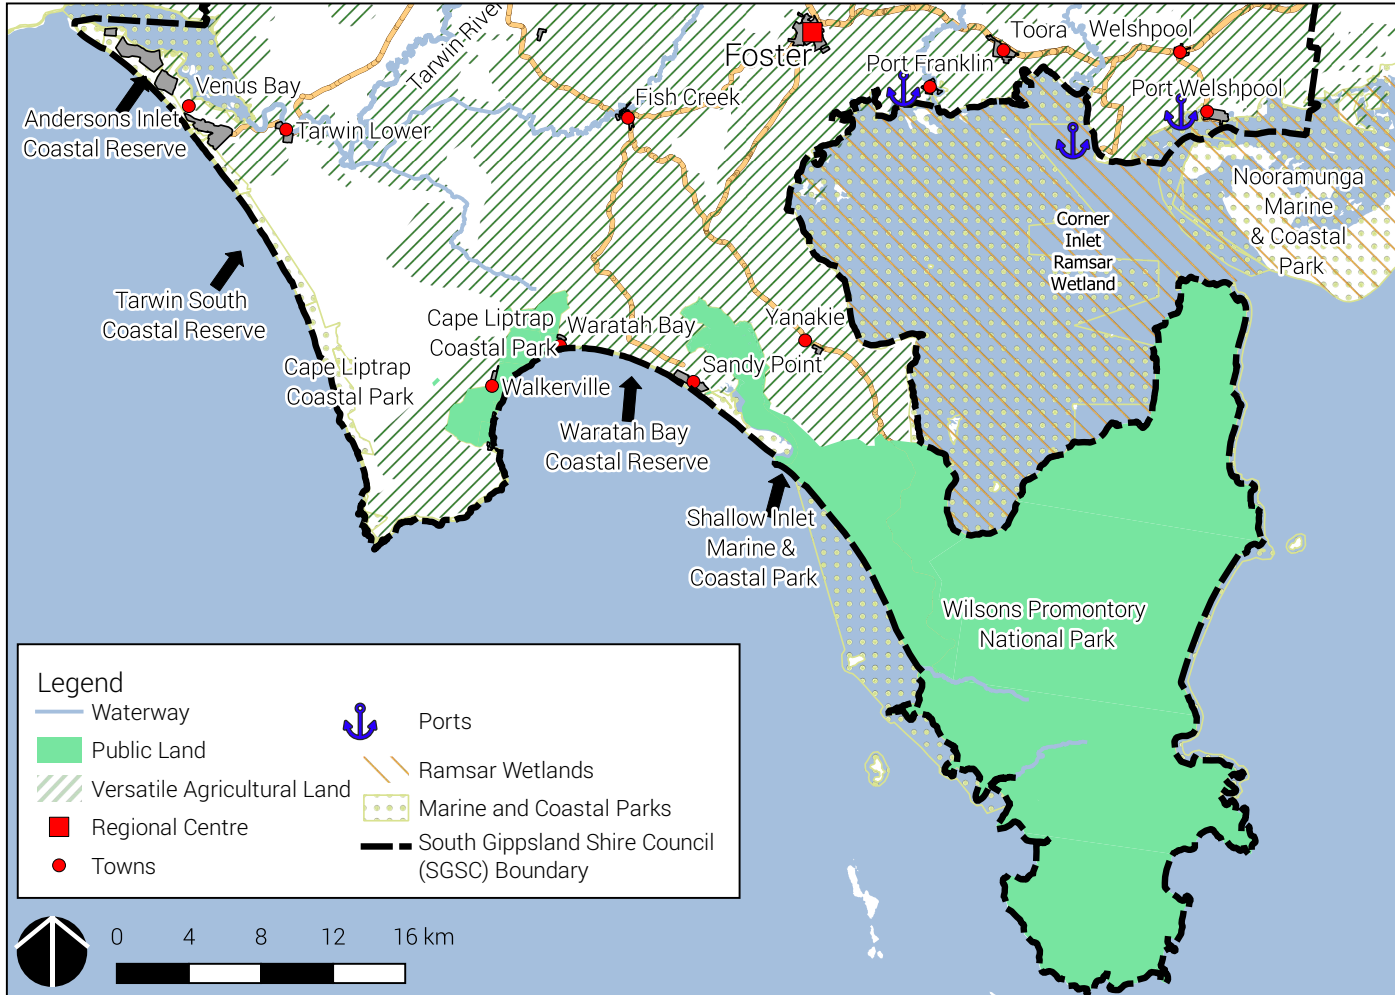 Tarwin River
Foster
Toora
Welshpool
Port Franklin
Port Welshpool
Venus Bay
Fish Creek
Andersons Inlet
Coastal Reserve
Tarwin Lower
Nooramunga
Marine
& Coastal
Park
Corner
Inlet
Ramsar
Wetland
Tarwin South
Coastal Reserve
Cape Liptrap
Coastal Park
Waratah Bay
Yanakie
Cape Liptrap
Coastal Park
Sandy Point
Walkerville
Waratah Bay
Coastal Reserve
Shallow Inlet
Marine &
Coastal Park
Wilsons Promontory
National Park
Legend
Waterway
Public Land
Versatile Agricultural Land
Regional Centre
Towns
Ports
Ramsar Wetlands
Marine and Coastal Parks
South Gippsland Shire Council
(SGSC) Boundary
0 4 8 12 16 km